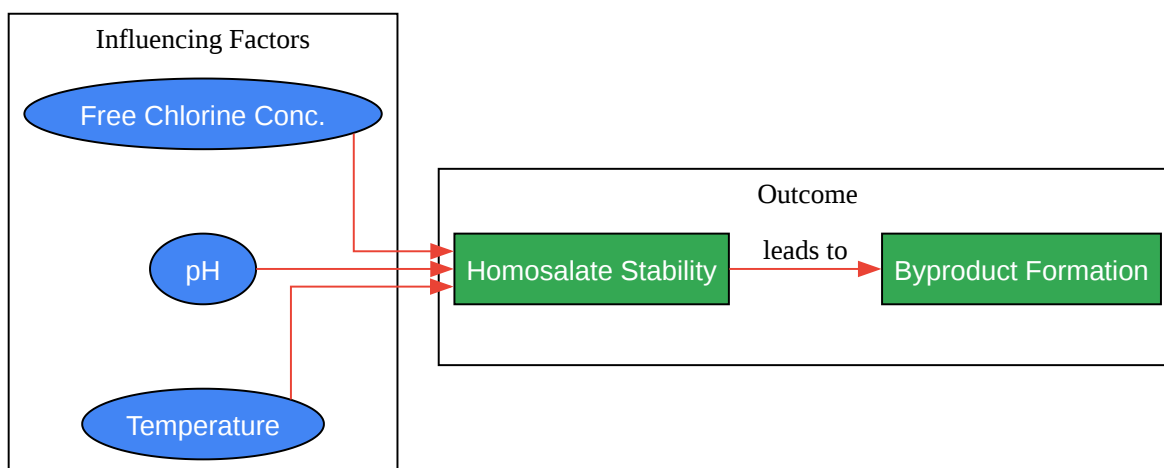 Influencing Factors
Free Chlorine Conc.
pH
Temperature
Outcome
Homosalate Stability
leads to
Byproduct Formation